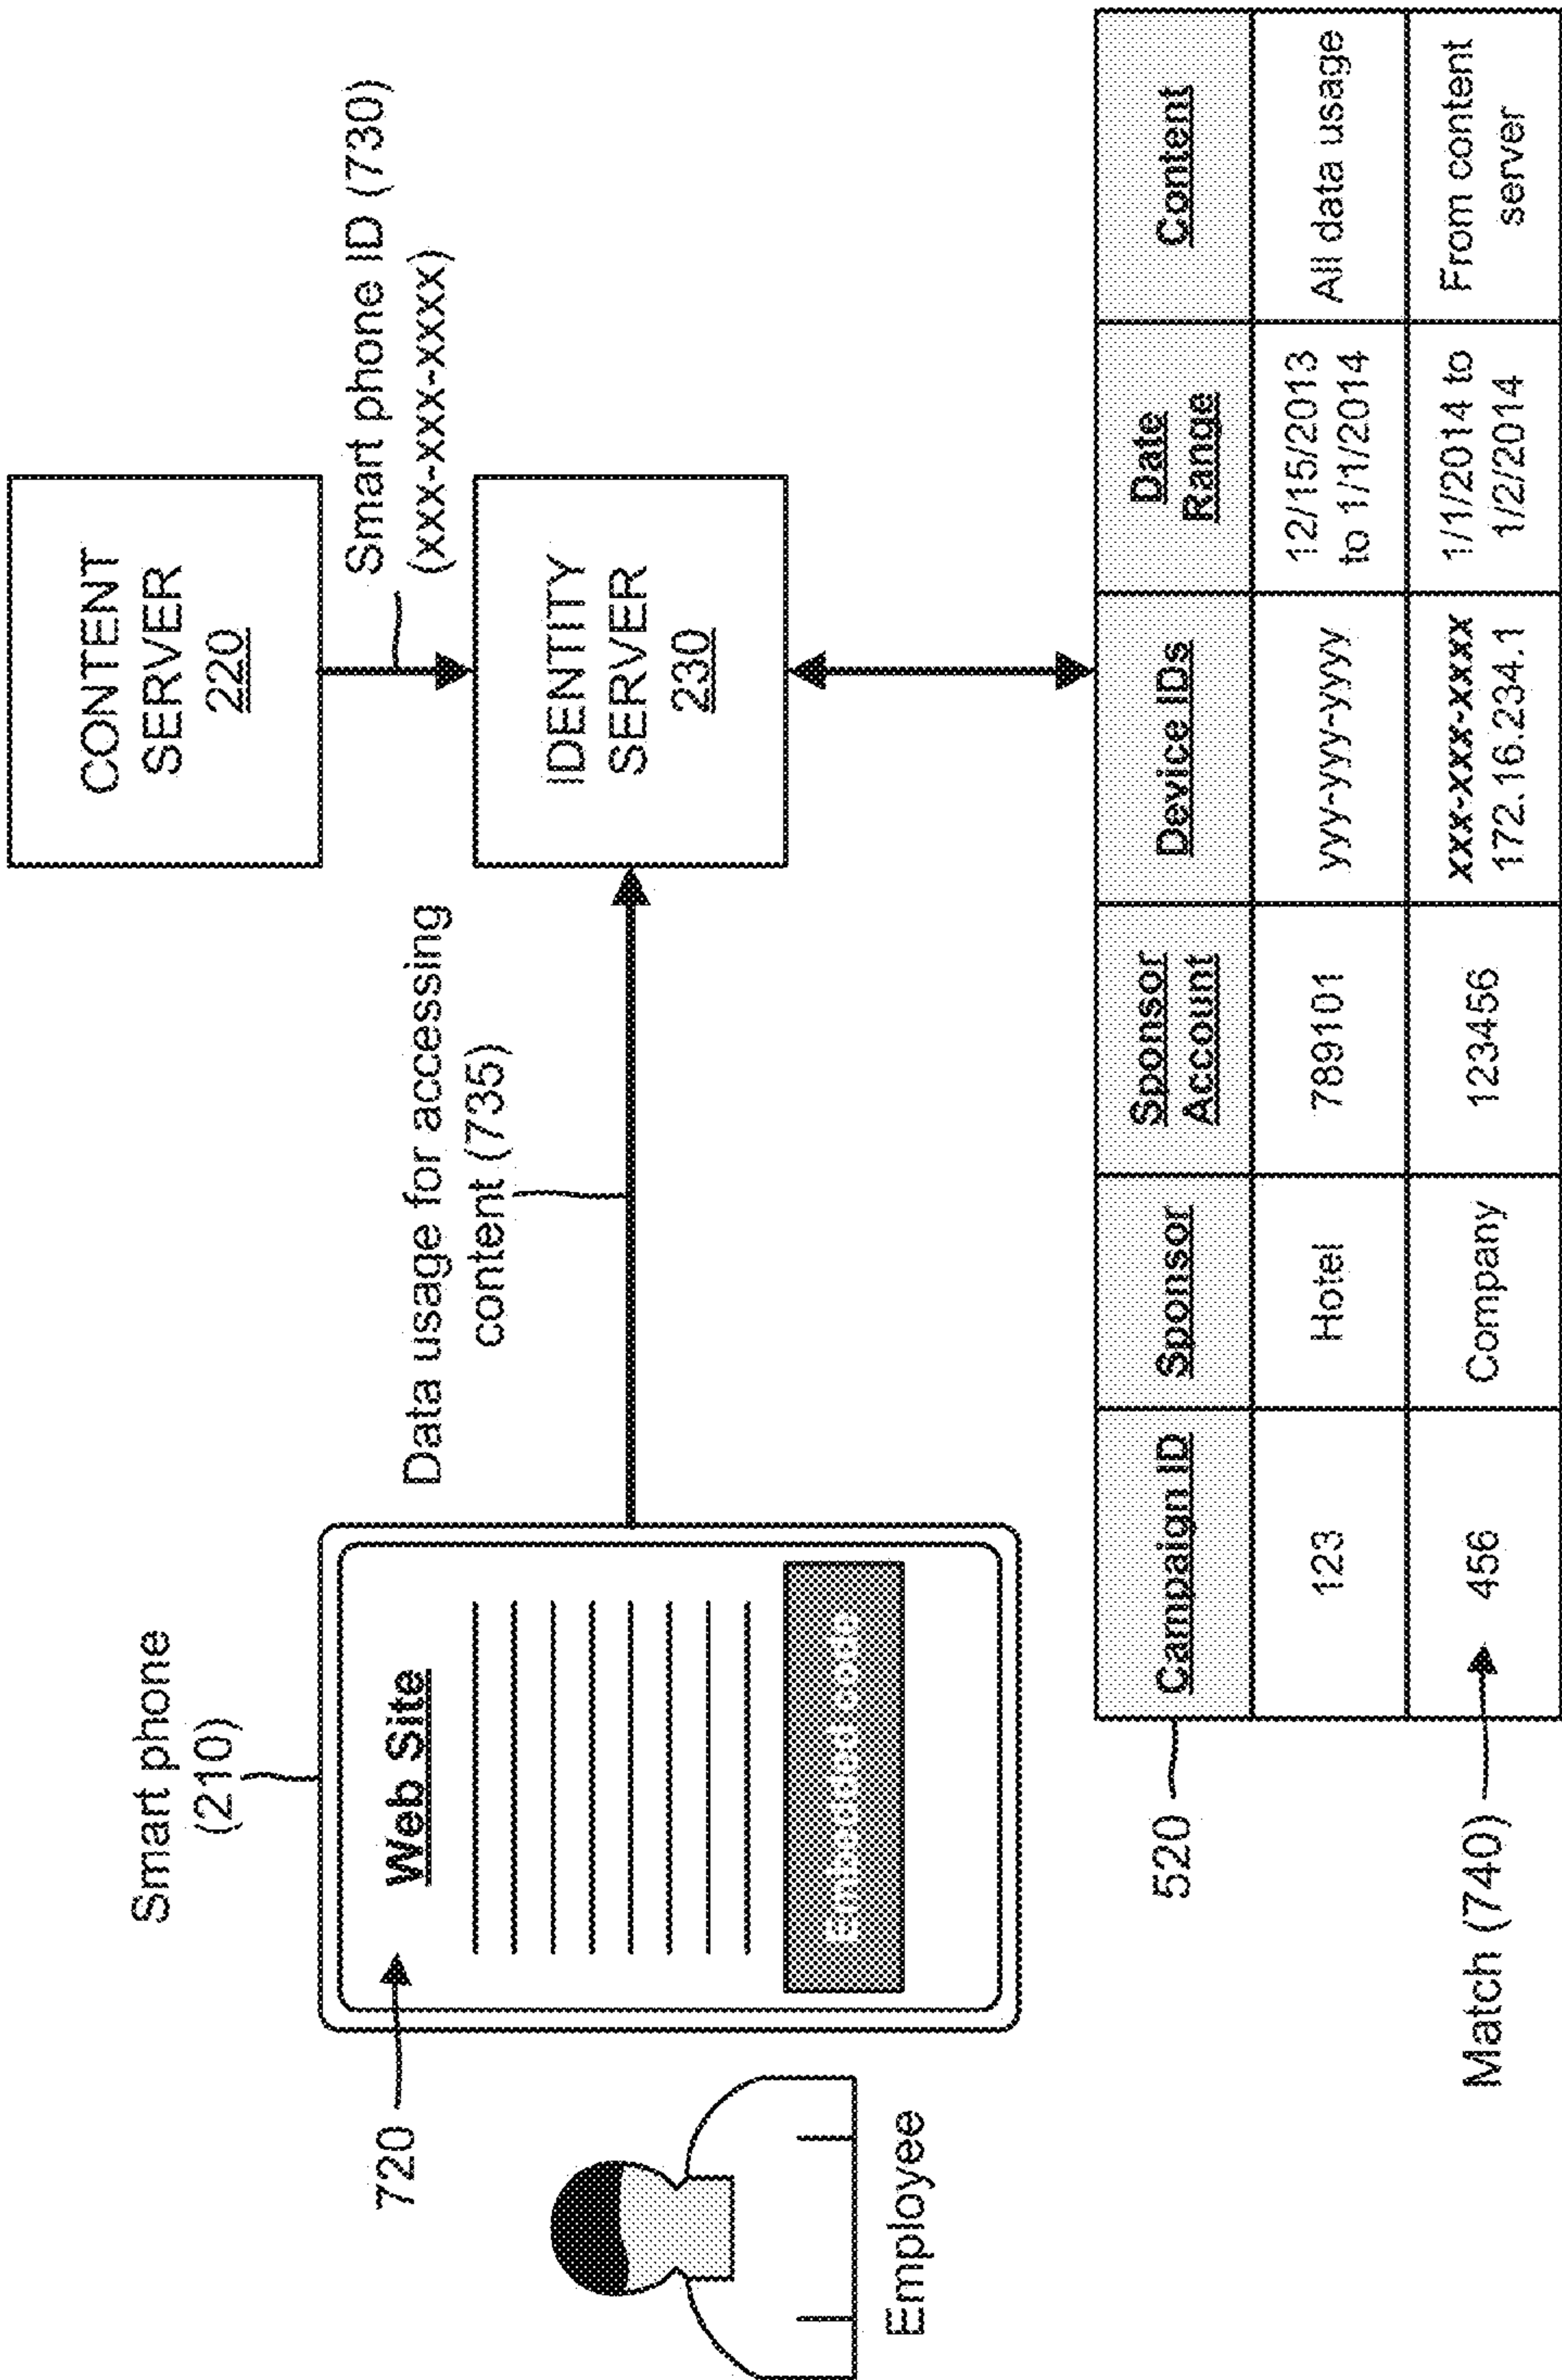 Smart phone
(210)
720
Web Site
Embedded code
Employee
Data usage for accessing
content (735)
CONTENT
SERVER
220
Smart phone ID (730)
(xxx-xxx-xxxx)
IDENTITY
SERVER
230
520
Campaign ID
Sponsor
Sponsor
Account
Device IDs
Date
Range
Content
123
Hotel
789101
yyy-yyy-yyyy
12/15/2013
to 1/1/2014
All data usage
Match (740)
456
Company
123456
xxx-xxx-xxxx
172.16.234.1
1/1/2014 to
1/2/2014
From content
server